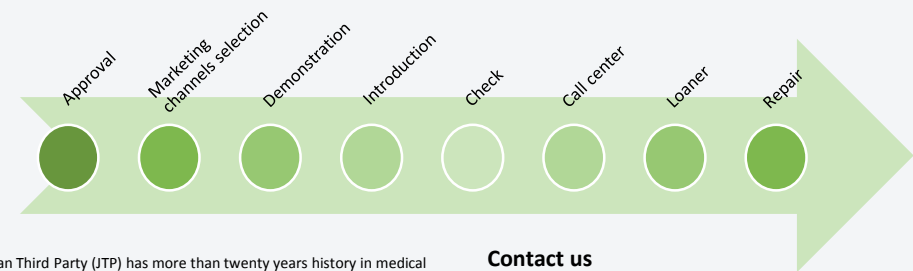 Approval
Marketing
channels selection
Demonstration
Introduction
Check
Call center
Loaner
Repair
an Third Party (JTP) has more than twenty years history in medical
Contact us